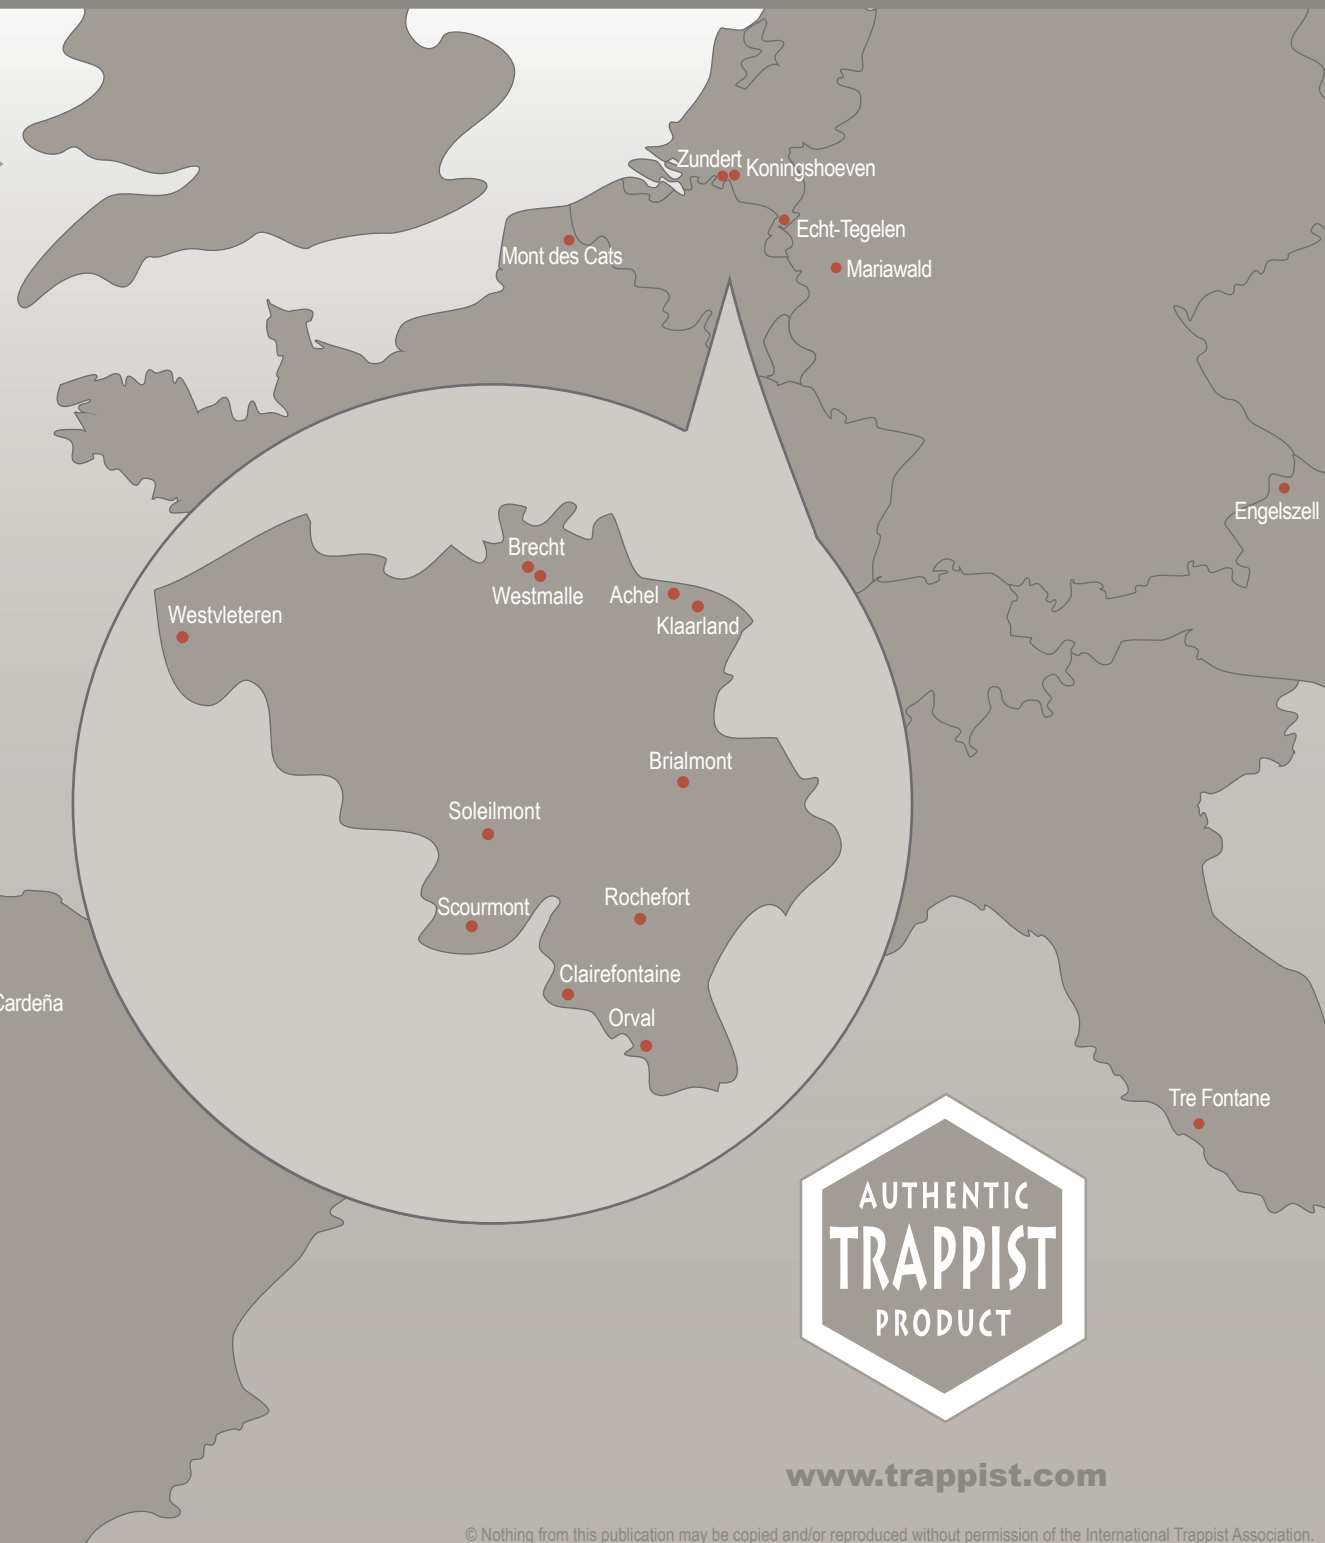 Zundert
Koningshoeven
Echt-Tegelen
Mont des Cats
Mariawald
Engelszell
Brecht
Westmalle
Achel
Klaarland
Westvleteren
Brialmont
Soleilmont
Rochefort
Scourmont
Clairefontaine
Orval
Cardeña
Tre Fontane
AUTHENTIC
TRAPPIST
PRODUCT
www.trappist.com
© Nothing from this publication may be copied and/or reproduced without permission of the International Trappist Association.